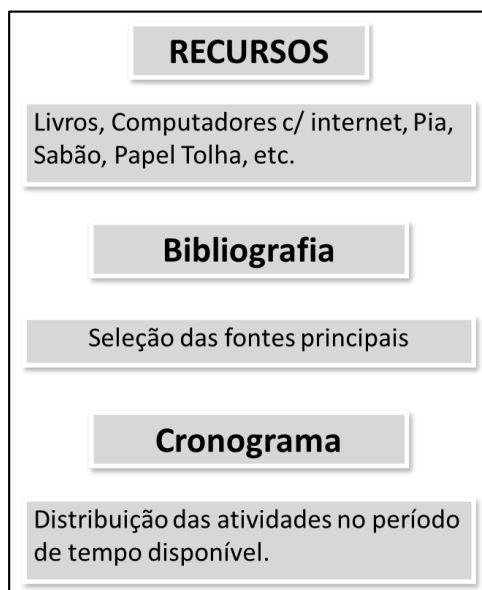 RECURSOS
Livros, Computadores c/ internet, Pia,
Sabão, Papel Tolha, etc.
Bibliografia
Seleção das fontes principais
Cronograma
Distribuição das atividades no período
de tempo disponível.